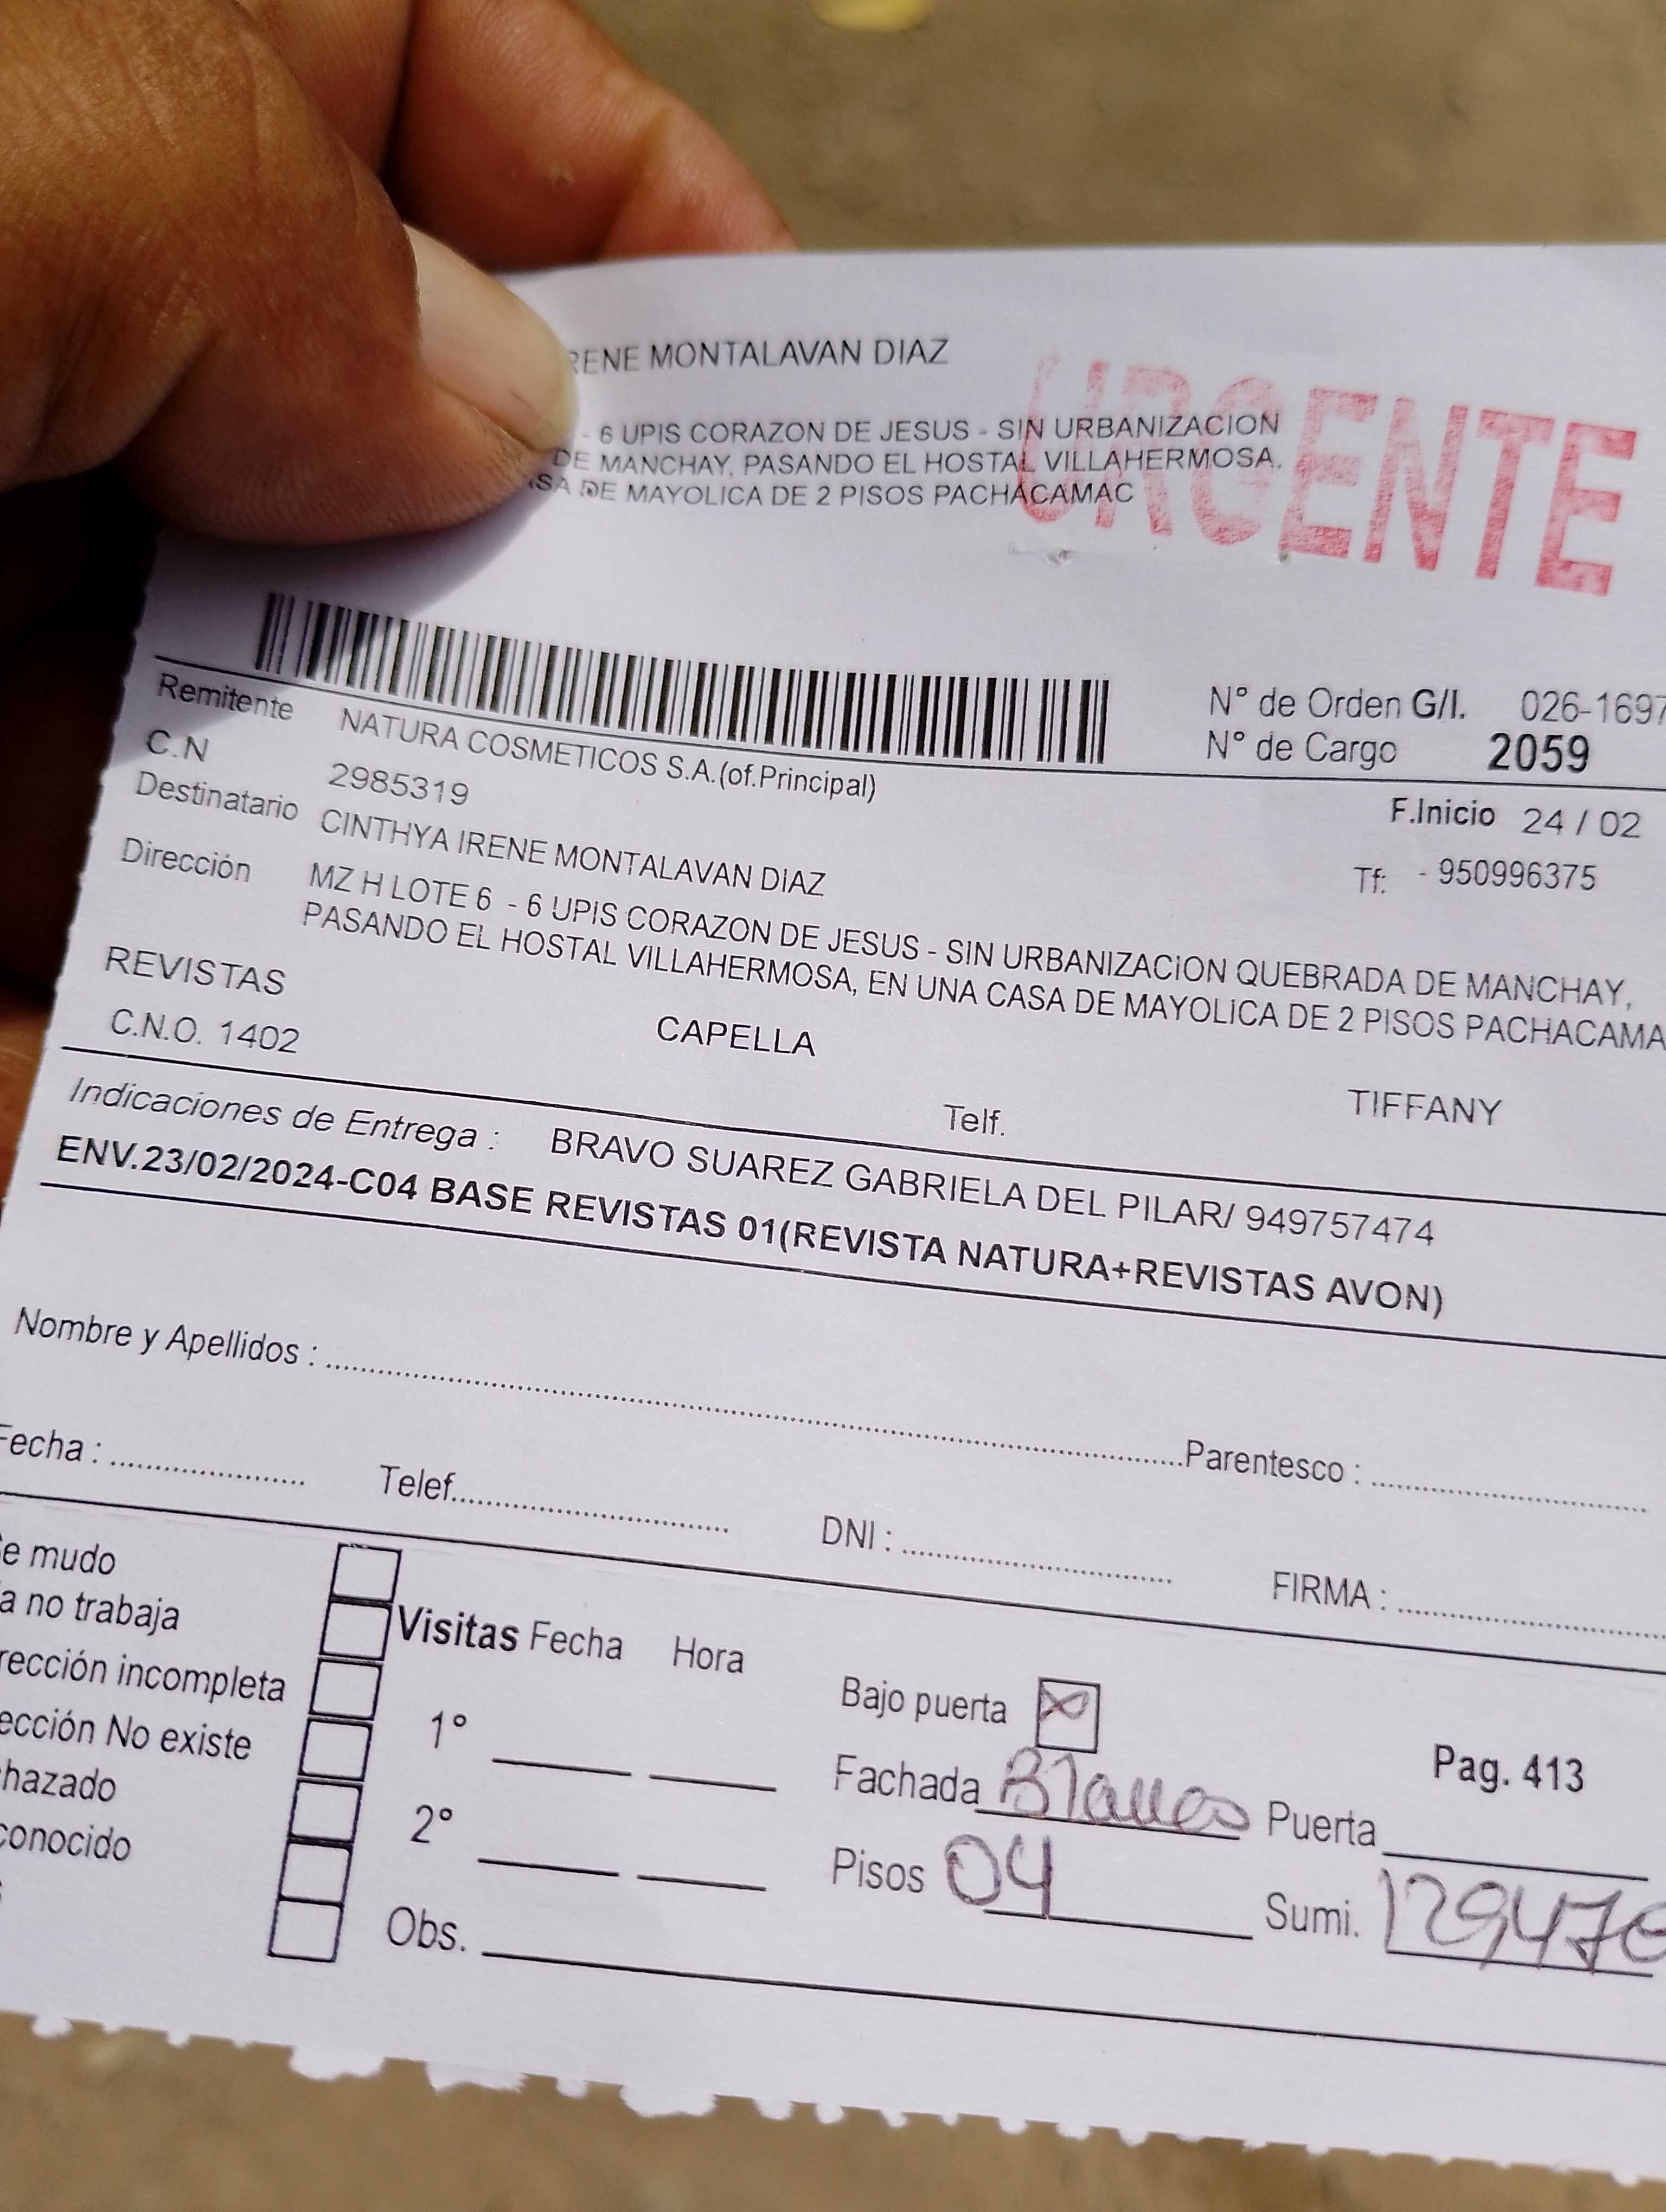 RENE MONTALAVAN DIAZ
URGENTE
- 6 UPIS CORAZON DE JESUS - SIN URBANIZACION
DE MANCHAY, PASANDO EL HOSTAL VILLAHERMOSA.
DE MAYOLICA DE 2 PISOS PACHACAMAC
N° de Orden G/I. 026-1697
N° de Cargo 2059
Remitente NATURA COSMETICOS S.A.(of.Principal)
F.Inicio 24 / 02
C.N 2985319
Tf: - 950996375
Destinatario CINTHYA IRENE MONTALAVAN DIAZ
Dirección MZ H LOTE 6 - 6 UPIS CORAZON DE JESUS - SIN URBANIZACION QUEBRADA DE MANCHAY,
PASANDO EL HOSTAL VILLAHERMOSA, EN UNA CASA DE MAYOLICA DE 2 PISOS PACHACAMA
REVISTAS
C.N.O. 1402 CAPELLA Telf. TIFFANY
Indicaciones de Entrega : BRAVO SUAREZ GABRIELA DEL PILAR/ 949757474
ENV.23/02/2024-C04 BASE REVISTAS 01(REVISTA NATURA+REVISTAS AVON)
Nombre y Apellidos : Parentesco :
Fecha : Telef. DNI : FIRMA :
e mudo
a no trabaja
rección incompleta
ección No existe
hazado
conocido
Visitas Fecha Hora
1°
2°
Obs.
Bajo puerta
Pag. 413
Fachada Blanco Puerta
Pisos 04 Sumi. 129476